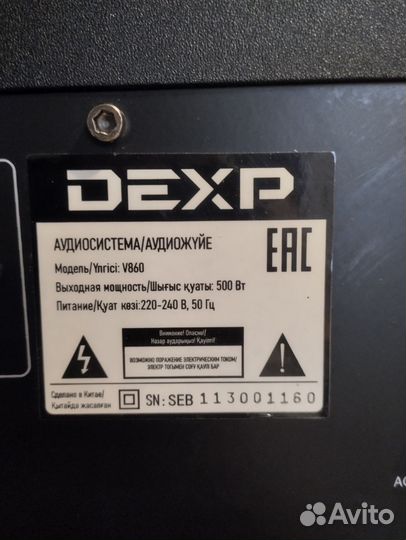 DEXP
АУДИОСИСТЕМА/АУДИОЖҮЙЕ
Модель/Үлгісі: V860
Выходная мощность/Шығыс қуаты: 500 Вт
Питание/Қуат көзі:220-240 В, 50 Гц
EAC
Внимание! Опасно!/
Назар аударыңыз! Қауіпті!
ВОЗМОЖНО ПОРАЖЕНИЕ ЭЛЕКТРИЧЕСКИМ ТОКОМ/
ЭЛЕКТР ТОГЫМЕН СОҒУ ҚАУПІ БАР
Сделано в Китае/
Қытайда жасалған
SN: SEB 113001160
Avito